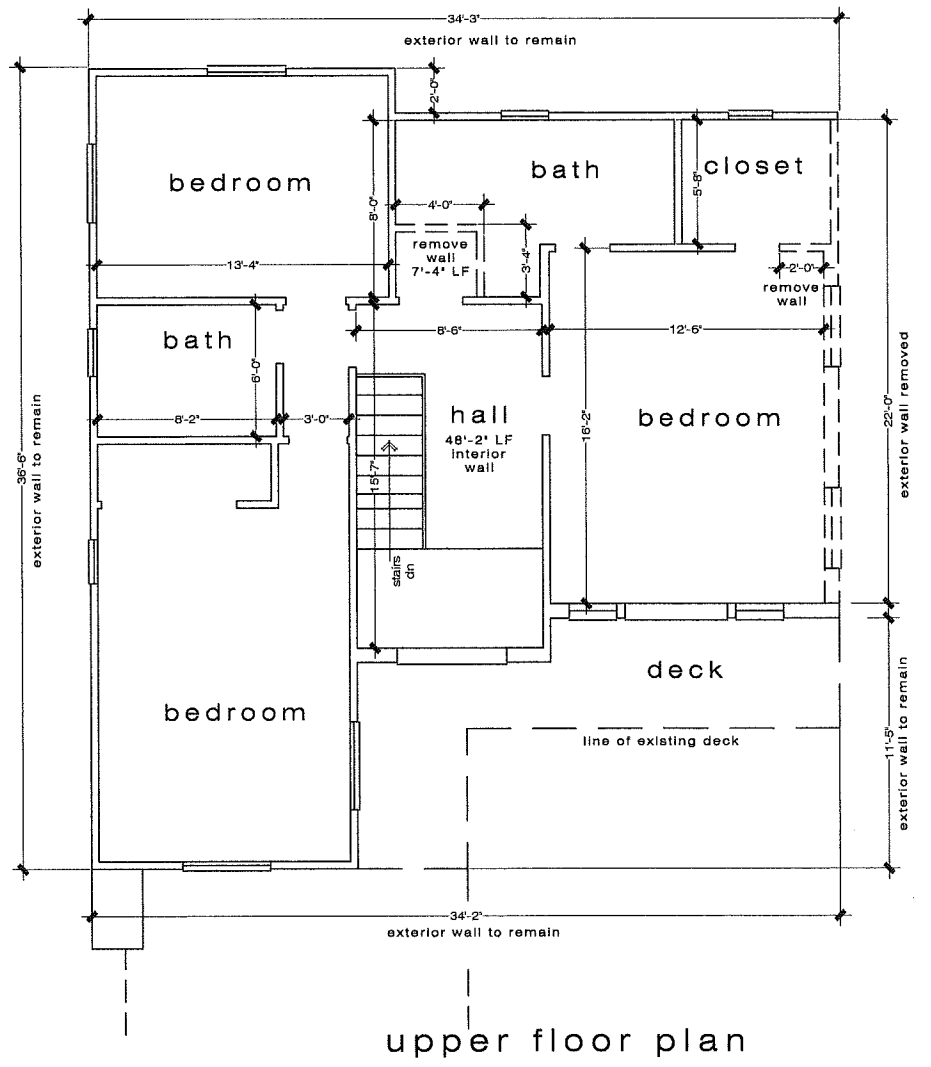 34'-3"
exterior wall to remain
2'-0"
bedroom
bath
closet
8'-0"
5'-8"
4'-0"
remove
wall
7'-4" LF
3'-4"
13'-4"
2'-0"
remove
wall
bath
6'-0"
8'-6"
12'-6"
8'-2"
3'-0"
hall
48'-2" LF
interior
wall
bedroom
16'-2"
22'-0"
exterior wall removed
36'-6"
exterior wall to remain
15'-7"
stairs
dn
bedroom
deck
line of existing deck
11'-5"
exterior wall to remain
34'-2"
exterior wall to remain
upper floor plan